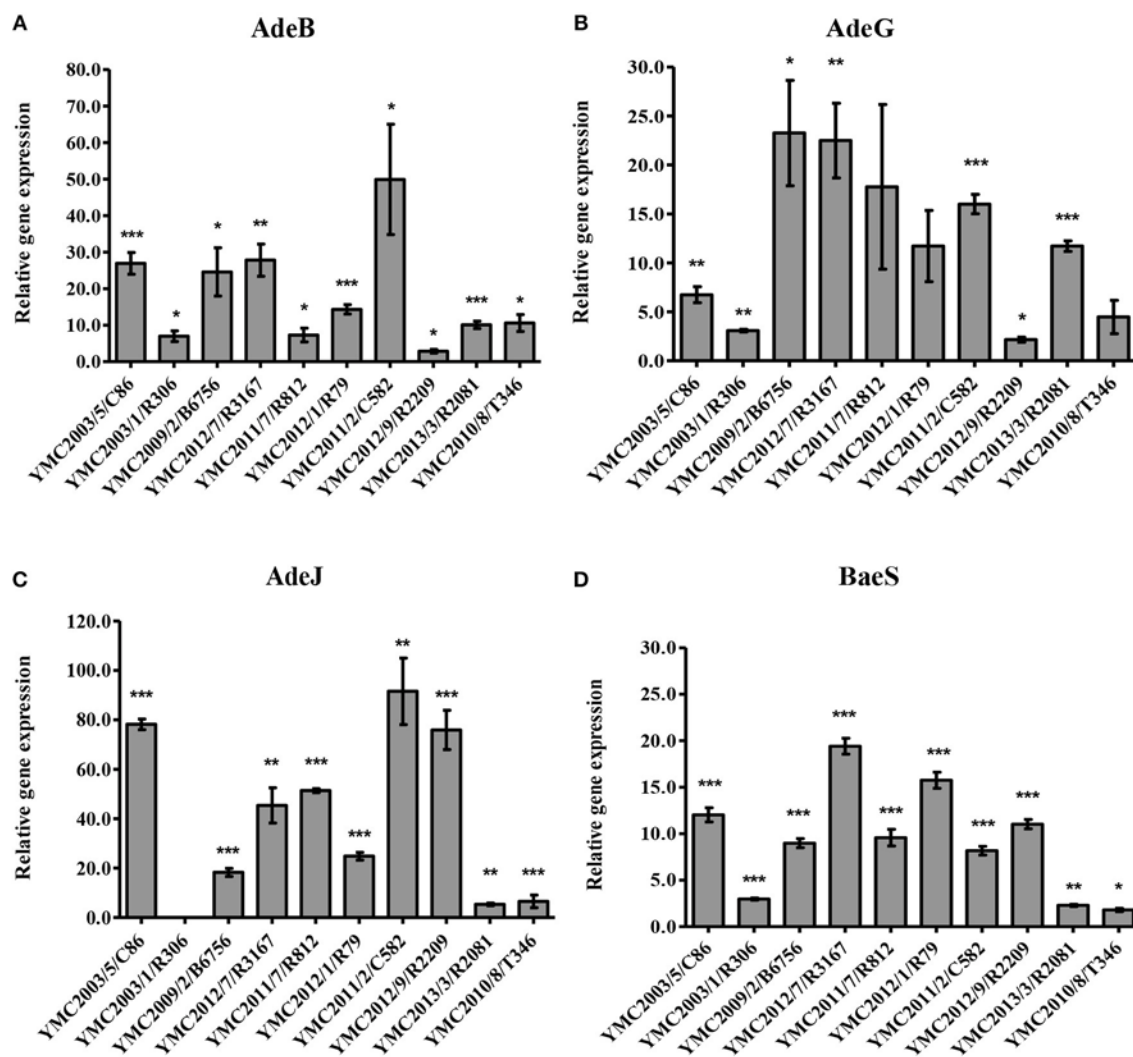 A
AdeB
Relative gene expression
80.0
70.0
60.0
50.0
40.0
30.0
20.0
10.0
0.0
***
*
*
**
*
***
*
*
***
*
YMC2003/5/C86
YMC2003/1/R306
YMC2009/2/B6756
YMC2012/7/R3167
YMC2011/7/R812
YMC2012/1/R79
YMC2011/2/C582
YMC2012/9/R2209
YMC2013/3/R2081
YMC2010/8/T346
B
AdeG
Relative gene expression
30.0
25.0
20.0
15.0
10.0
5.0
0.0
**
**
*
**
***
*
***
YMC2003/5/C86
YMC2003/1/R306
YMC2009/2/B6756
YMC2012/7/R3167
YMC2011/7/R812
YMC2012/1/R79
YMC2011/2/C582
YMC2012/9/R2209
YMC2013/3/R2081
YMC2010/8/T346
C
AdeJ
Relative gene expression
120.0
100.0
80.0
60.0
40.0
20.0
0.0
***
***
**
***
***
**
***
**
***
YMC2003/5/C86
YMC2003/1/R306
YMC2009/2/B6756
YMC2012/7/R3167
YMC2011/7/R812
YMC2012/1/R79
YMC2011/2/C582
YMC2012/9/R2209
YMC2013/3/R2081
YMC2010/8/T346
D
BaeS
Relative gene expression
30.0
25.0
20.0
15.0
10.0
5.0
0.0
***
***
***
***
***
***
***
***
**
*
YMC2003/5/C86
YMC2003/1/R306
YMC2009/2/B6756
YMC2012/7/R3167
YMC2011/7/R812
YMC2012/1/R79
YMC2011/2/C582
YMC2012/9/R2209
YMC2013/3/R2081
YMC2010/8/T346